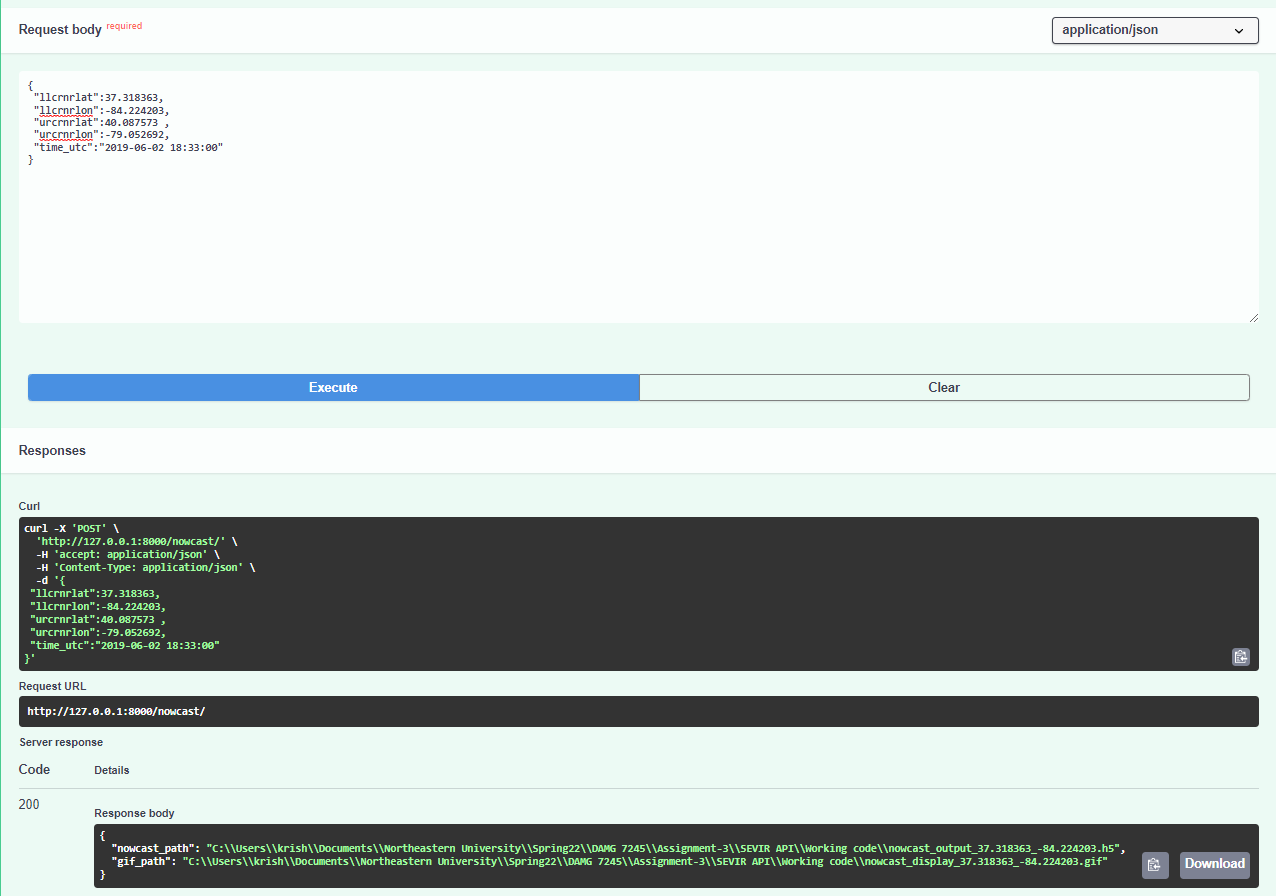 Request body required
application/json
{
"llcrnrlat":37.318363,
"llcrnrlon":-84.224203,
"urcrnrlat":40.087573 ,
"urcrnrlon":-79.052692,
"time_utc":"2019-06-02 18:33:00"
}
Execute
Clear
Responses
Curl
curl -X 'POST' \
'http://127.0.0.1:8000/nowcast/' \
-H 'accept: application/json' \
-H 'Content-Type: application/json' \
-d '{
"llcrnrlat":37.318363,
"llcrnrlon":-84.224203,
"urcrnrlat":40.087573 ,
"urcrnrlon":-79.052692,
"time_utc":"2019-06-02 18:33:00"
}'
Request URL
http://127.0.0.1:8000/nowcast/
Server response
Code Details
200
Response body
{
"nowcast_path": "C:\\Users\\krish\\Documents\\Northeastern University\\Spring22\\DAMG 7245\\Assignment-3\\SEVIR API\\Working code\\nowcast_output_37.318363_-84.224203.h5",
"gif_path": "C:\\Users\\krish\\Documents\\Northeastern University\\Spring22\\DAMG 7245\\Assignment-3\\SEVIR API\\Working code\\nowcast_display_37.318363_-84.224203.gif"
}
Download